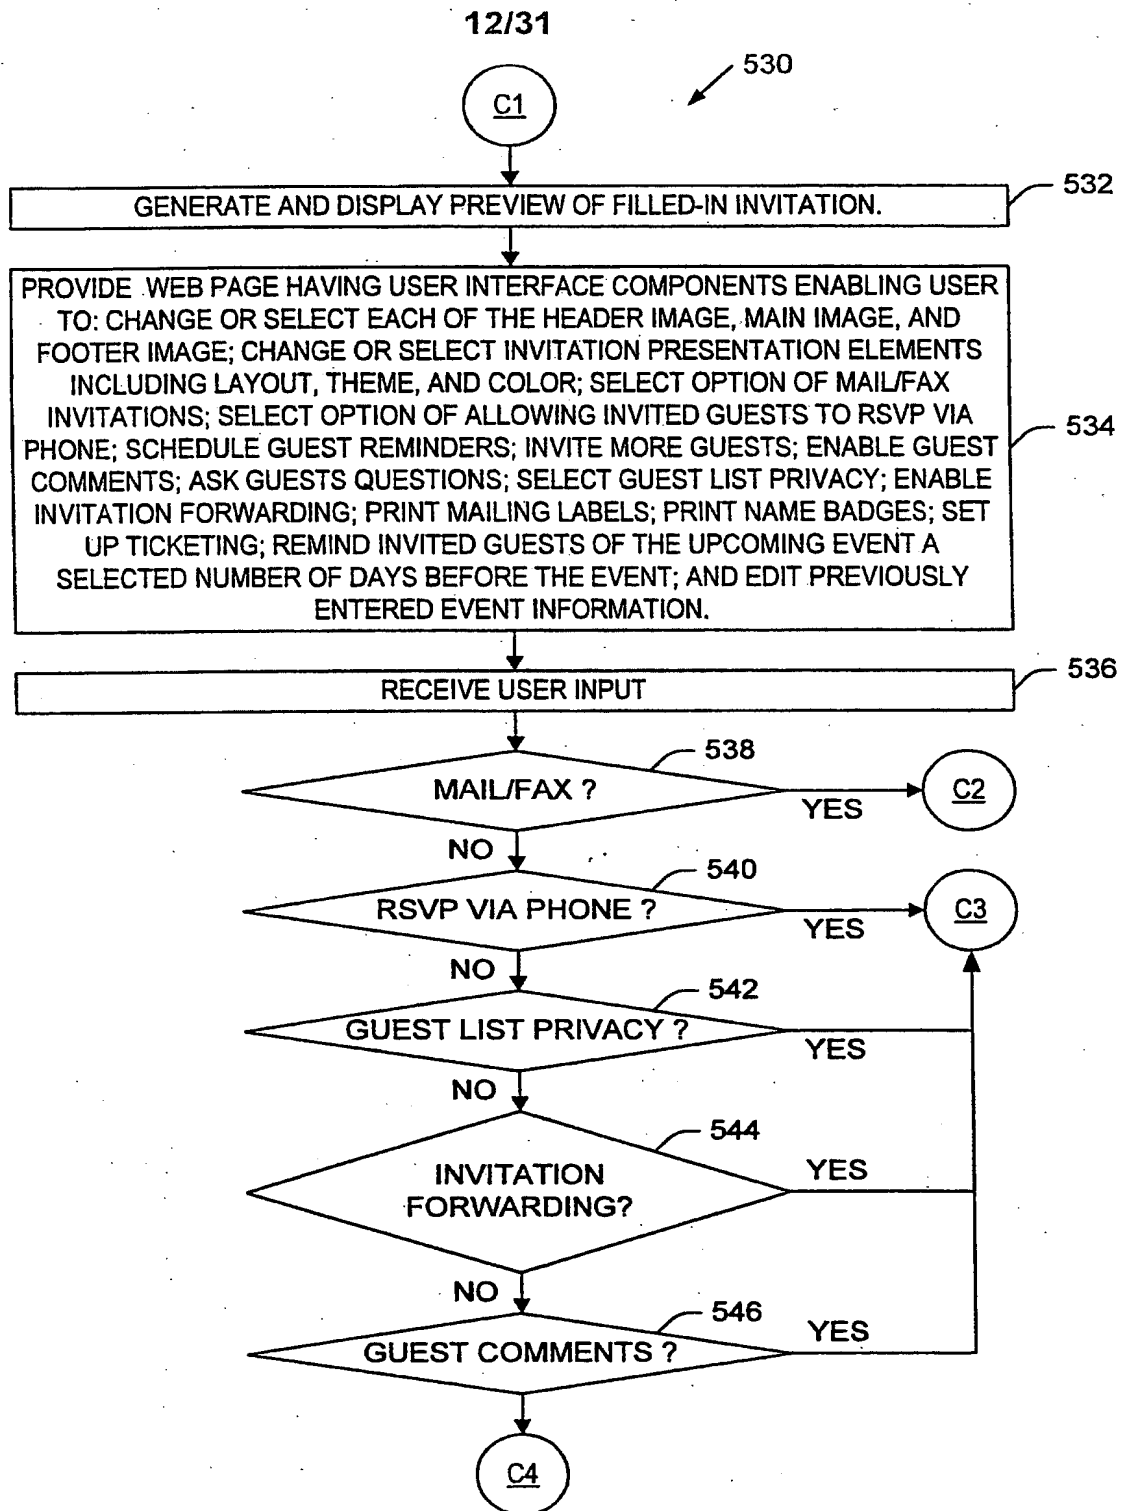 12/31
530
C1
532
GENERATE AND DISPLAY PREVIEW OF FILLED-IN INVITATION.
PROVIDE WEB PAGE HAVING USER INTERFACE COMPONENTS ENABLING USER
TO: CHANGE OR SELECT EACH OF THE HEADER IMAGE, MAIN IMAGE, AND
FOOTER IMAGE; CHANGE OR SELECT INVITATION PRESENTATION ELEMENTS
INCLUDING LAYOUT, THEME, AND COLOR; SELECT OPTION OF MAIL/FAX
INVITATIONS; SELECT OPTION OF ALLOWING INVITED GUESTS TO RSVP VIA
PHONE; SCHEDULE GUEST REMINDERS; INVITE MORE GUESTS; ENABLE GUEST
COMMENTS; ASK GUESTS QUESTIONS; SELECT GUEST LIST PRIVACY; ENABLE
INVITATION FORWARDING; PRINT MAILING LABELS; PRINT NAME BADGES; SET
UP TICKETING; REMIND INVITED GUESTS OF THE UPCOMING EVENT A
SELECTED NUMBER OF DAYS BEFORE THE EVENT; AND EDIT PREVIOUSLY
ENTERED EVENT INFORMATION.
534
536
RECEIVE USER INPUT
538
MAIL/FAX ?
YES
C2
NO
540
RSVP VIA PHONE ?
YES
C3
NO
542
GUEST LIST PRIVACY ?
YES
NO
544
INVITATION
FORWARDING?
YES
NO
546
GUEST COMMENTS ?
YES
C4